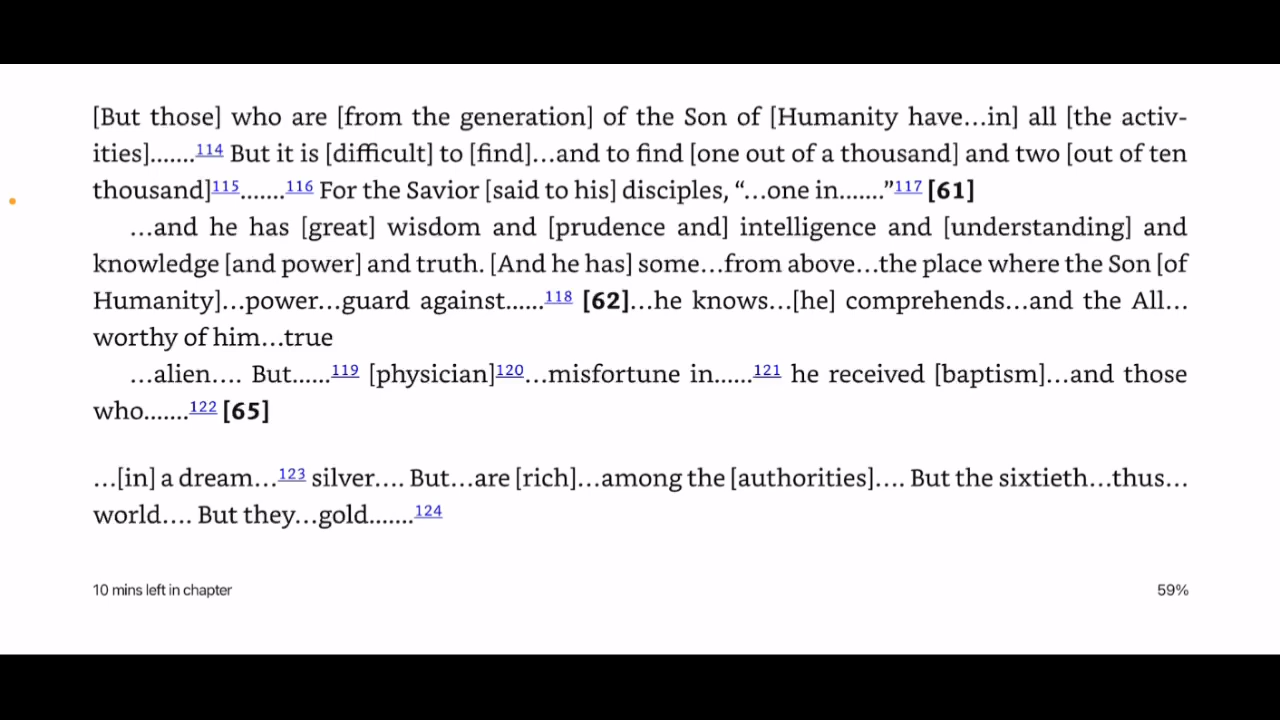 [But those] who are [from the generation] of the Son of [Humanity have…in] all [the activ-
ities].......114 But it is [difficult] to [find]…and to find [one out of a thousand] and two [out of ten
thousand]115.......116 For the Savior [said to his] disciples, “…one in.......”117 [61]
…and he has [great] wisdom and [prudence and] intelligence and [understanding] and
knowledge [and power] and truth. [And he has] some…from above…the place where the Son [of
Humanity]…power…guard against......118 [62]…he knows…[he] comprehends…and the All…
worthy of him…true
…alien…. But......119 [physician]120…misfortune in......121 he received [baptism]…and those
who.......122 [65]
…[in] a dream…123 silver…. But…are [rich]…among the [authorities]…. But the sixtieth…thus…
world…. But they…gold.......124
10 mins left in chapter
59%